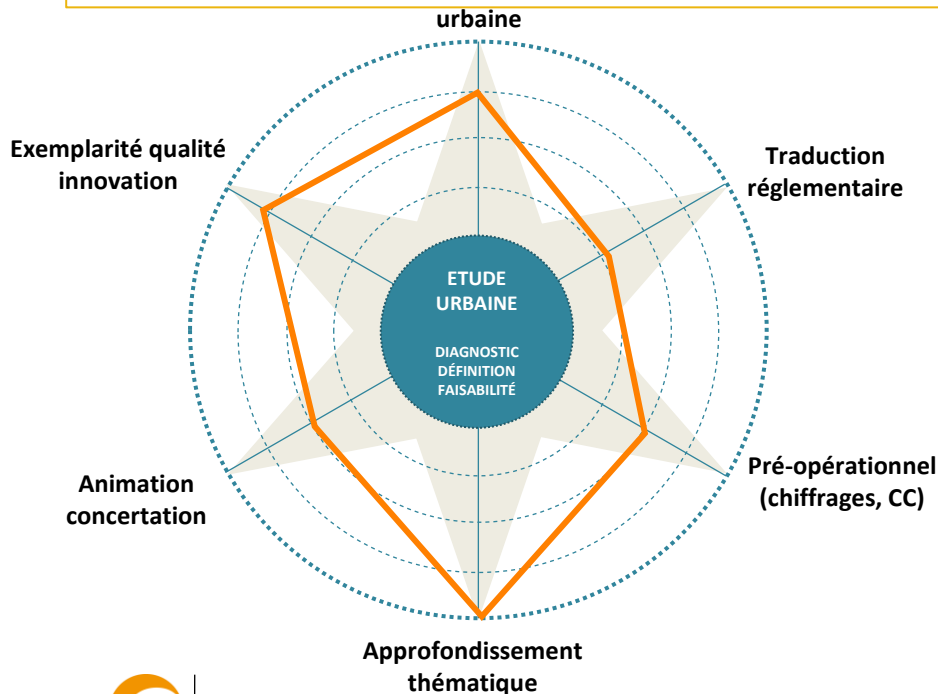 urbaine
Exemplarité qualité
innovation
Traduction
réglementaire
ETUDE
URBAINE
DIAGNOSTIC
DÉFINITION
FAISABILITÉ
Animation
concertation
Pré-opérationnel
(chiffrages, CC)
Approfondissement
thématique